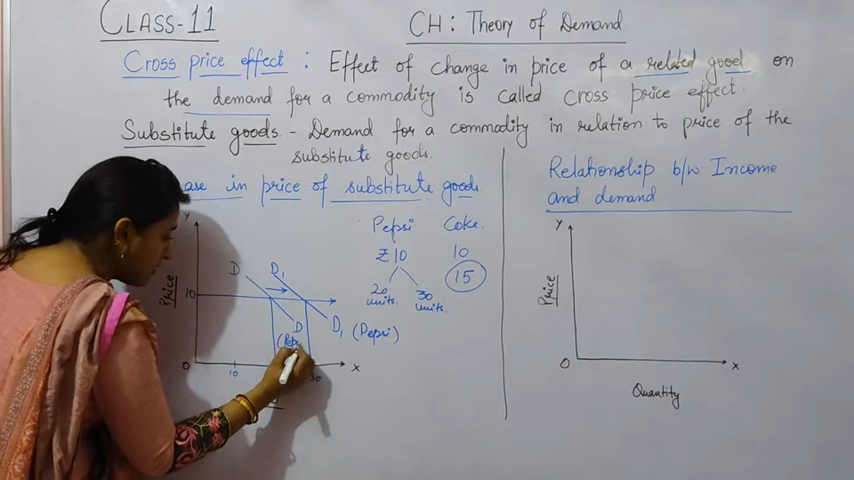 CLASS-11
CH: Theory of Demand
Cross price effect : Effect of change in price of a related good on
the demand for a commodity is called cross price effect.
Substitute goods. - Demand for a commodity in relation to price of the
substitute goods.
in price of substitute goods.
Pepsi Coke.
₹10 10
20 units. 30 units. 15
Y
D D1
Price
10
D
D1 (Pepsi)
O 10 30 X
Relationship b/w Income
and demand
Y
Price
O X
Quantity